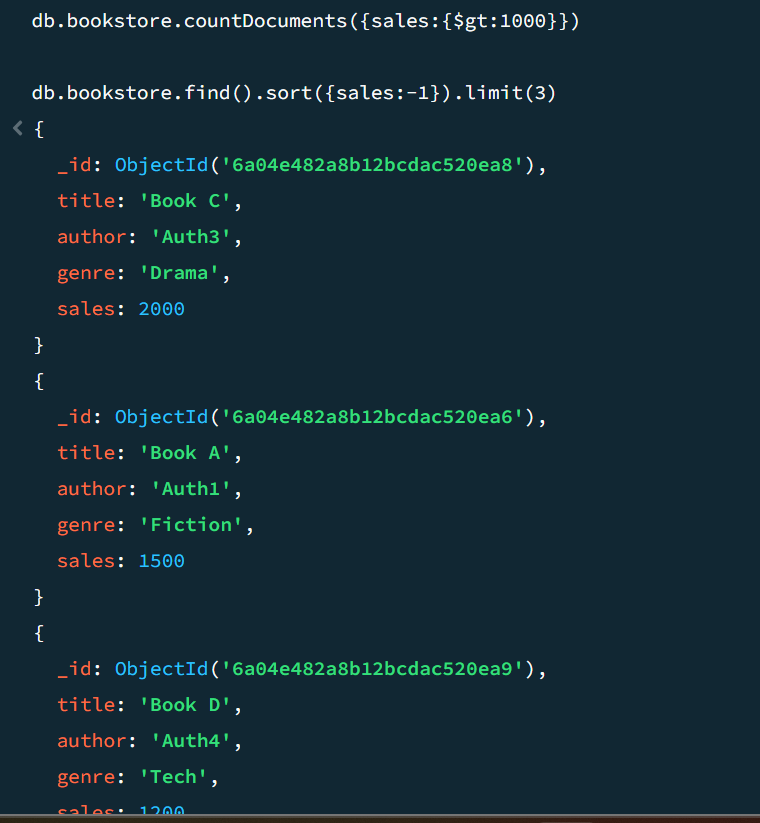 db.bookstore.countDocuments({sales:{$gt:1000}})
db.bookstore.find().sort({sales:-1}).limit(3)
{
_id: ObjectId('6a04e482a8b12bcdac520ea8'),
title: 'Book C',
author: 'Auth3',
genre: 'Drama',
sales: 2000
}
{
_id: ObjectId('6a04e482a8b12bcdac520ea6'),
title: 'Book A',
author: 'Auth1',
genre: 'Fiction',
sales: 1500
}
{
_id: ObjectId('6a04e482a8b12bcdac520ea9'),
title: 'Book D',
author: 'Auth4',
genre: 'Tech',
sales: 1200